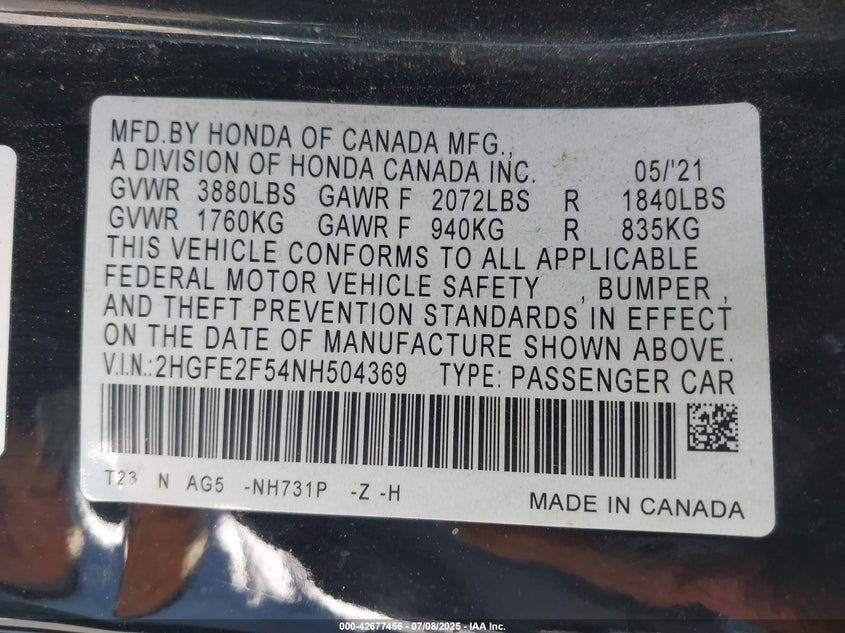 MFD.BY HONDA OF CANADA MFG.,
A DIVISION OF HONDA CANADA INC. 05/'21
GVWR 3880LBS GAWR F 2072LBS R 1840LBS
GVWR 1760KG GAWR F 940KG R 835KG
THIS VEHICLE CONFORMS TO ALL APPLICABLE
FEDERAL MOTOR VEHICLE SAFETY , BUMPER ,
AND THEFT PREVENTION STANDARDS IN EFFECT
ON THE DATE OF MANUFACTURE SHOWN ABOVE.
V.I.N.:2HGFE2F54NH504369 TYPE: PASSENGER CAR
T23 N AG5 -NH731P -Z -H
MADE IN CANADA
000-42677456 - 07/08/2025 - IAA Inc.